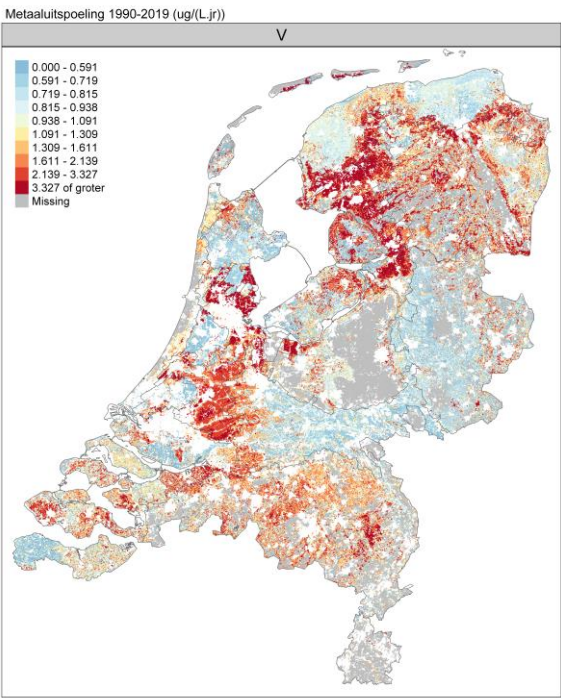 Metaaluitspoeling 1990-2019 (ug/(L.jr))
V
0.000 - 0.591
0.591 - 0.719
0.719 - 0.815
0.815 - 0.938
0.938 - 1.091
1.091 - 1.309
1.309 - 1.611
1.611 - 2.139
2.139 - 3.327
3.327 of groter
Missing